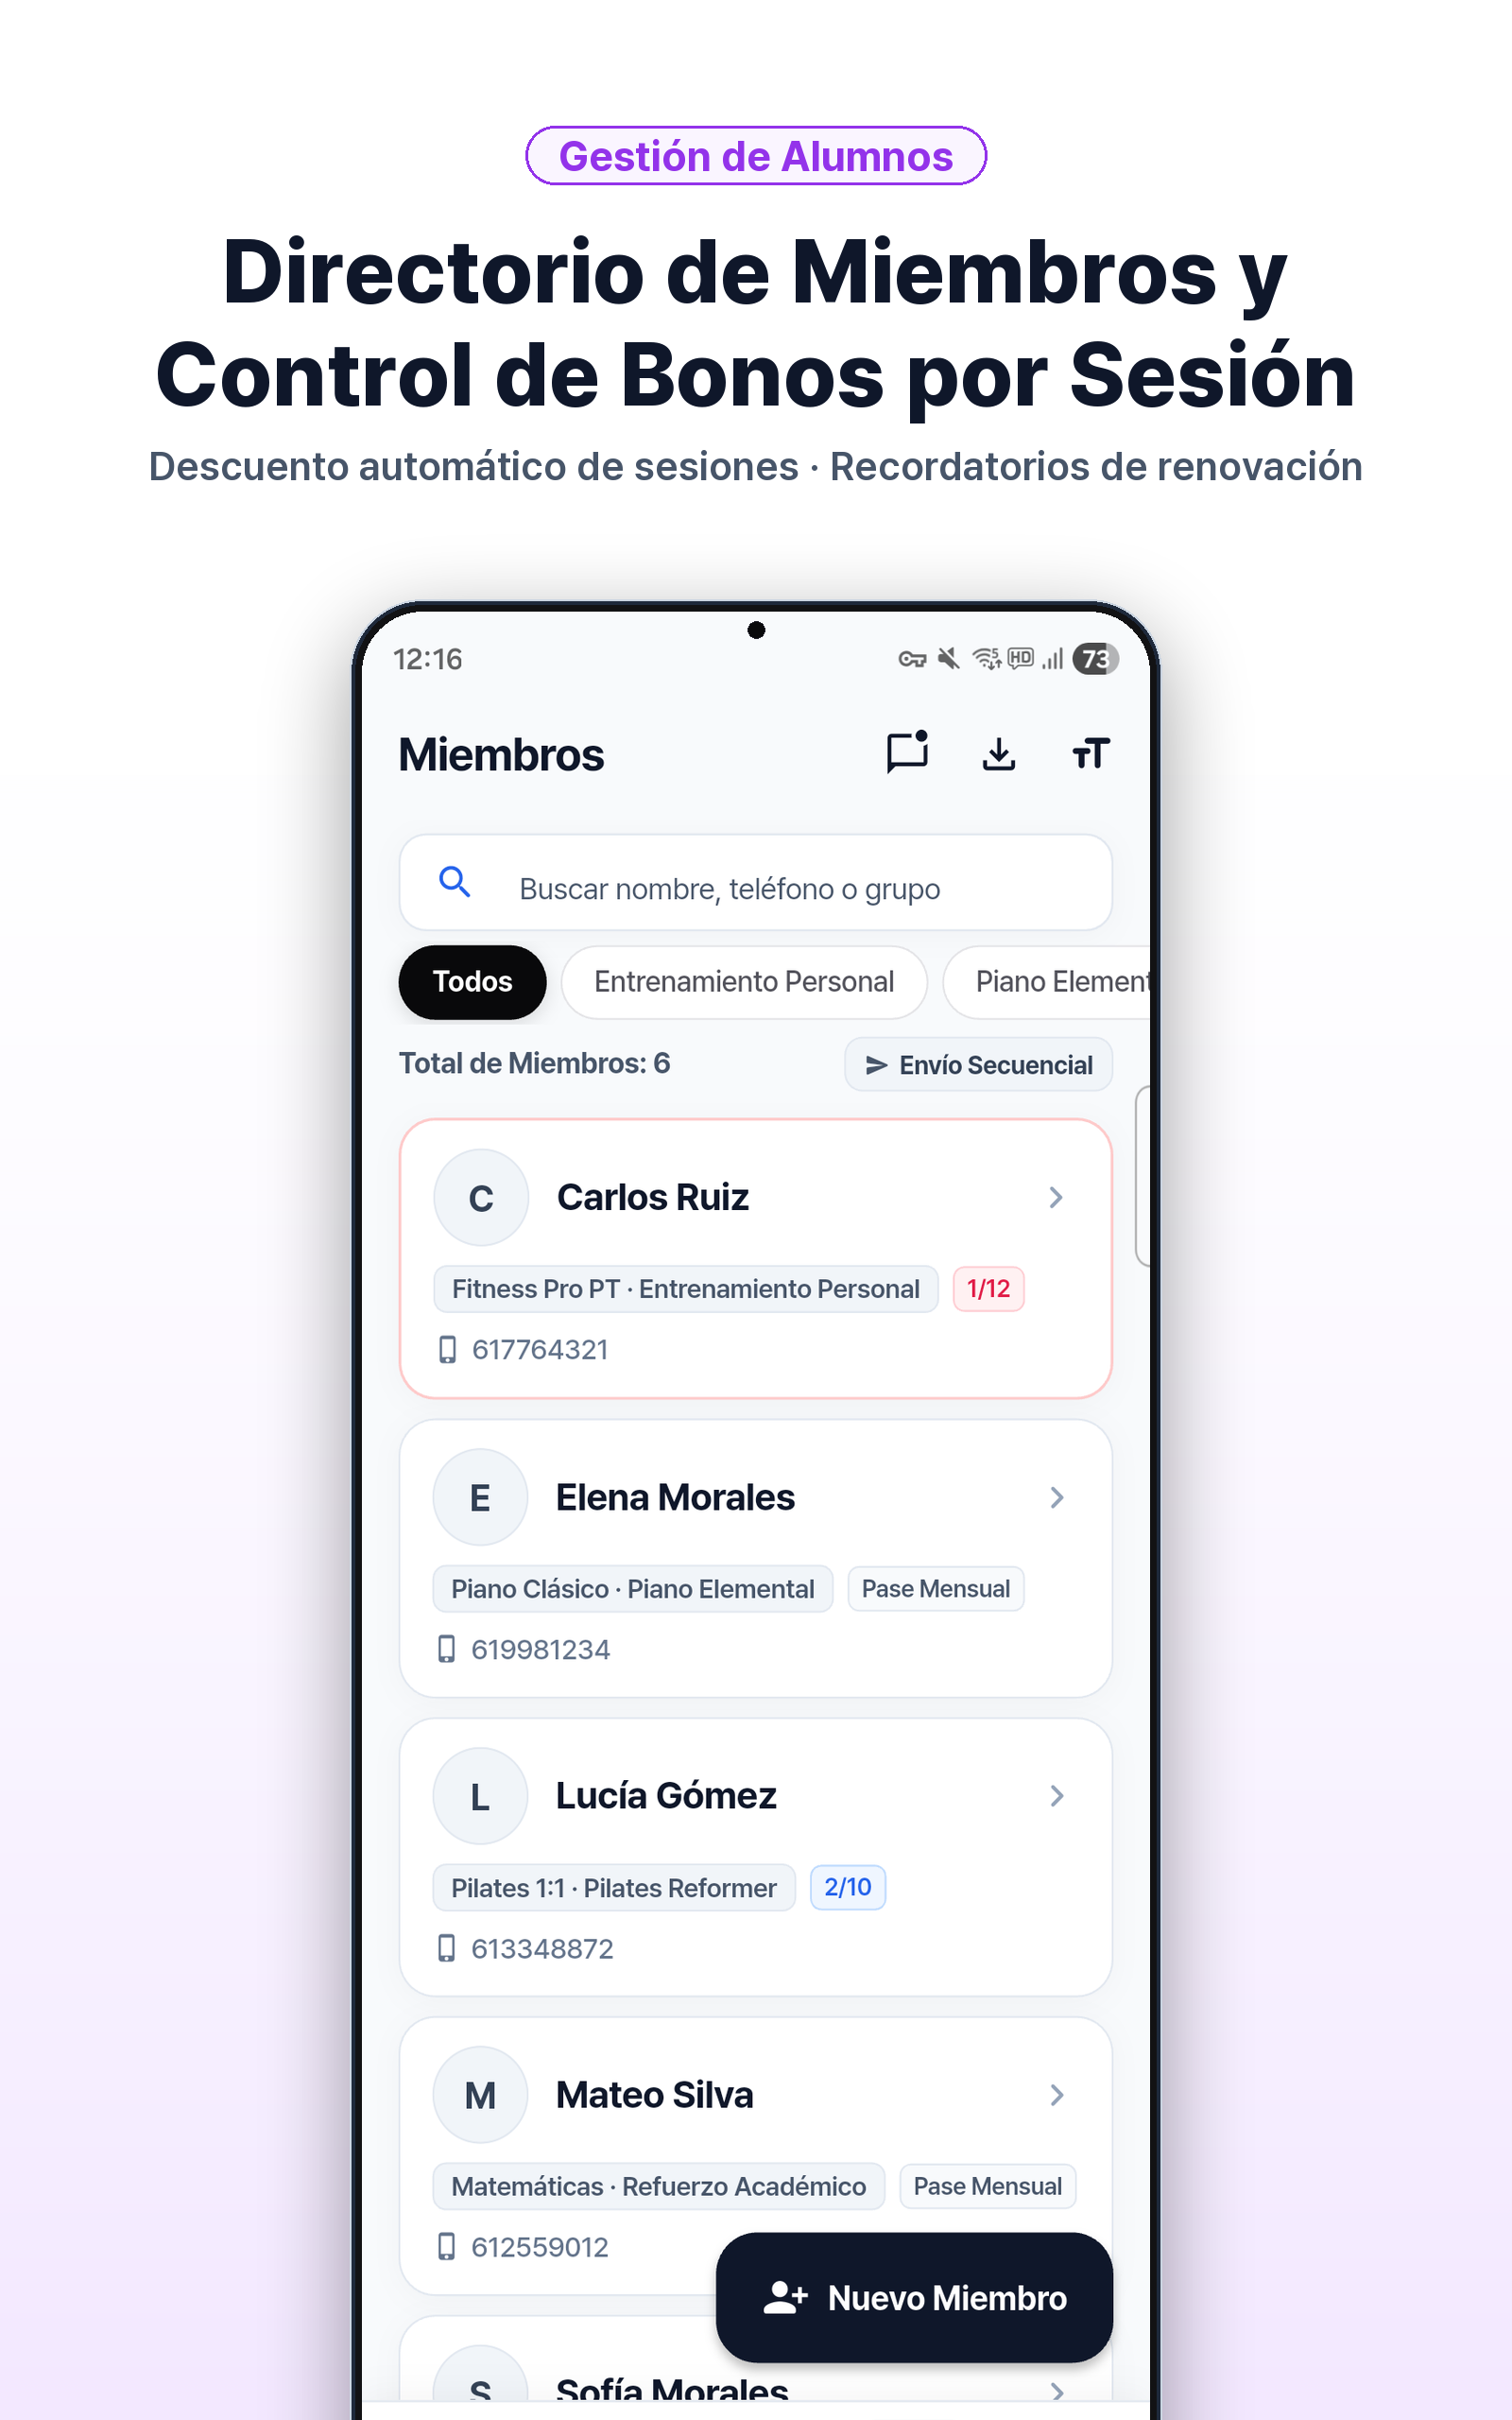 Gestión de Alumnos
Directorio de Miembros y
Control de Bonos por Sesión
Descuento automático de sesiones · Recordatorios de renovación
12:16
5
HD
73
Miembros
Buscar nombre, teléfono o grupo
Todos
Entrenamiento Personal
Piano Element
Total de Miembros: 6
Envío Secuencial
C
Carlos Ruiz
Fitness Pro PT · Entrenamiento Personal
1/12
617764321
E
Elena Morales
Piano Clásico · Piano Elemental
Pase Mensual
619981234
L
Lucía Gómez
Pilates 1:1 · Pilates Reformer
2/10
613348872
M
Mateo Silva
Matemáticas · Refuerzo Académico
Pase Mensual
612559012
Nuevo Miembro
S
Sofía Morales